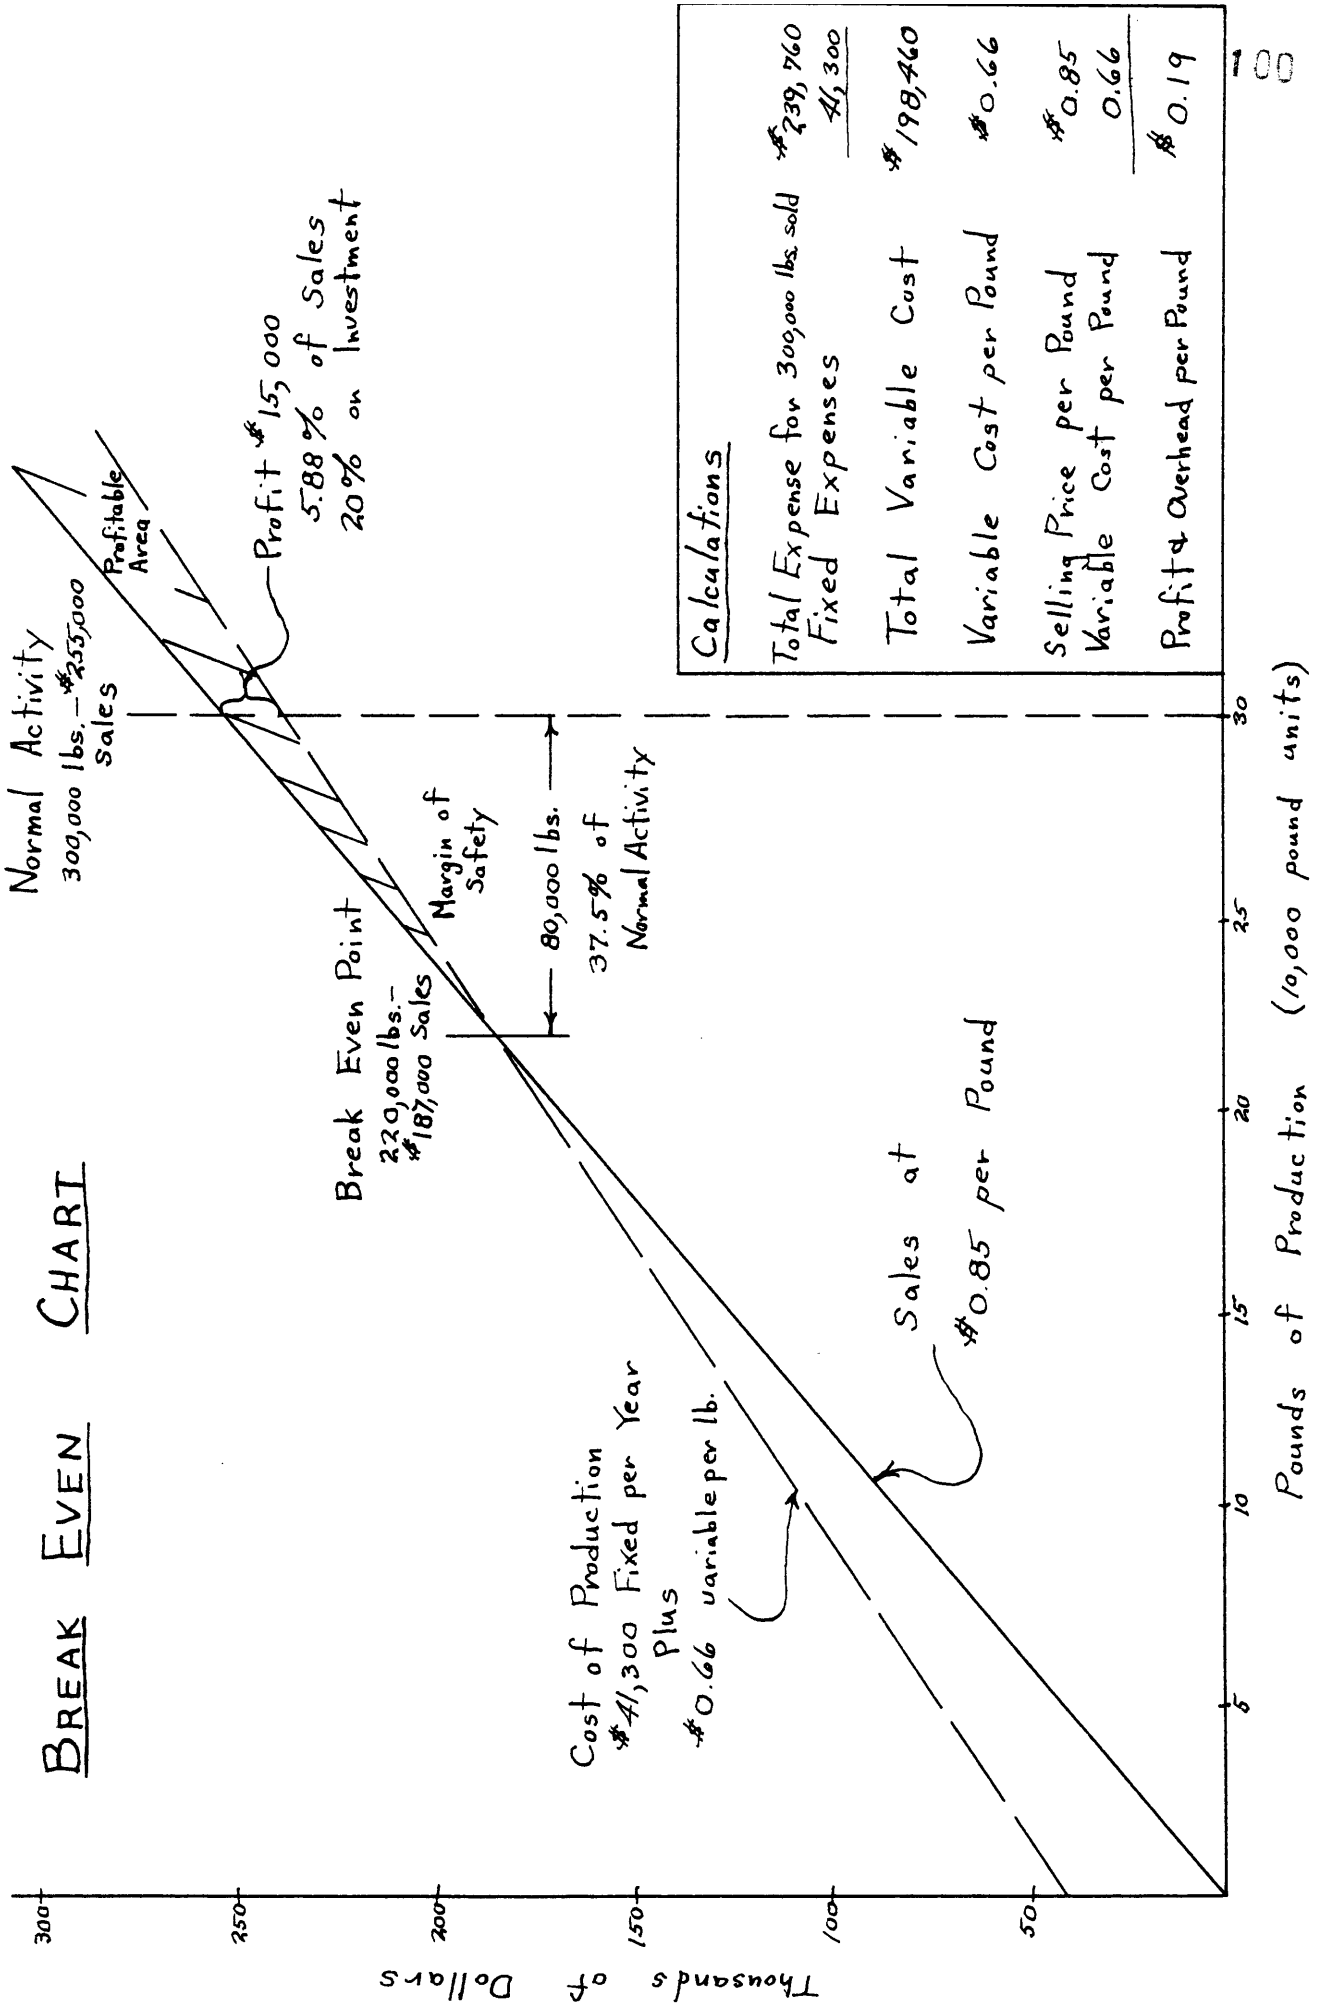 BREAK EVEN CHART
Normal Activity
300,000 lbs. - $255,000
Sales
Profitable
Area
Profit $15,000
5.88% of Sales
20% on Investment
Break Even Point
220,000 lbs. -
$187,000 Sales
Margin of
Safety
80,000 lbs.
37.5% of
Normal Activity
Cost of Production
$41,300 Fixed per Year
Plus
$0.66 variable per lb.
Sales at
$0.85 per Pound
Calculations
Total Expense for 300,000 lbs. sold $239,760
Fixed Expenses 41,300
Total Variable Cost $198,460
Variable Cost per Pound $0.66
Selling Price per Pound $0.85
Variable Cost per Pound 0.66
Profit & Overhead per Pound $0.19
Thousands of Dollars
300
250
200
150
100
50
5 10 15 20 25 30
Pounds of Production (10,000 pound units)
100